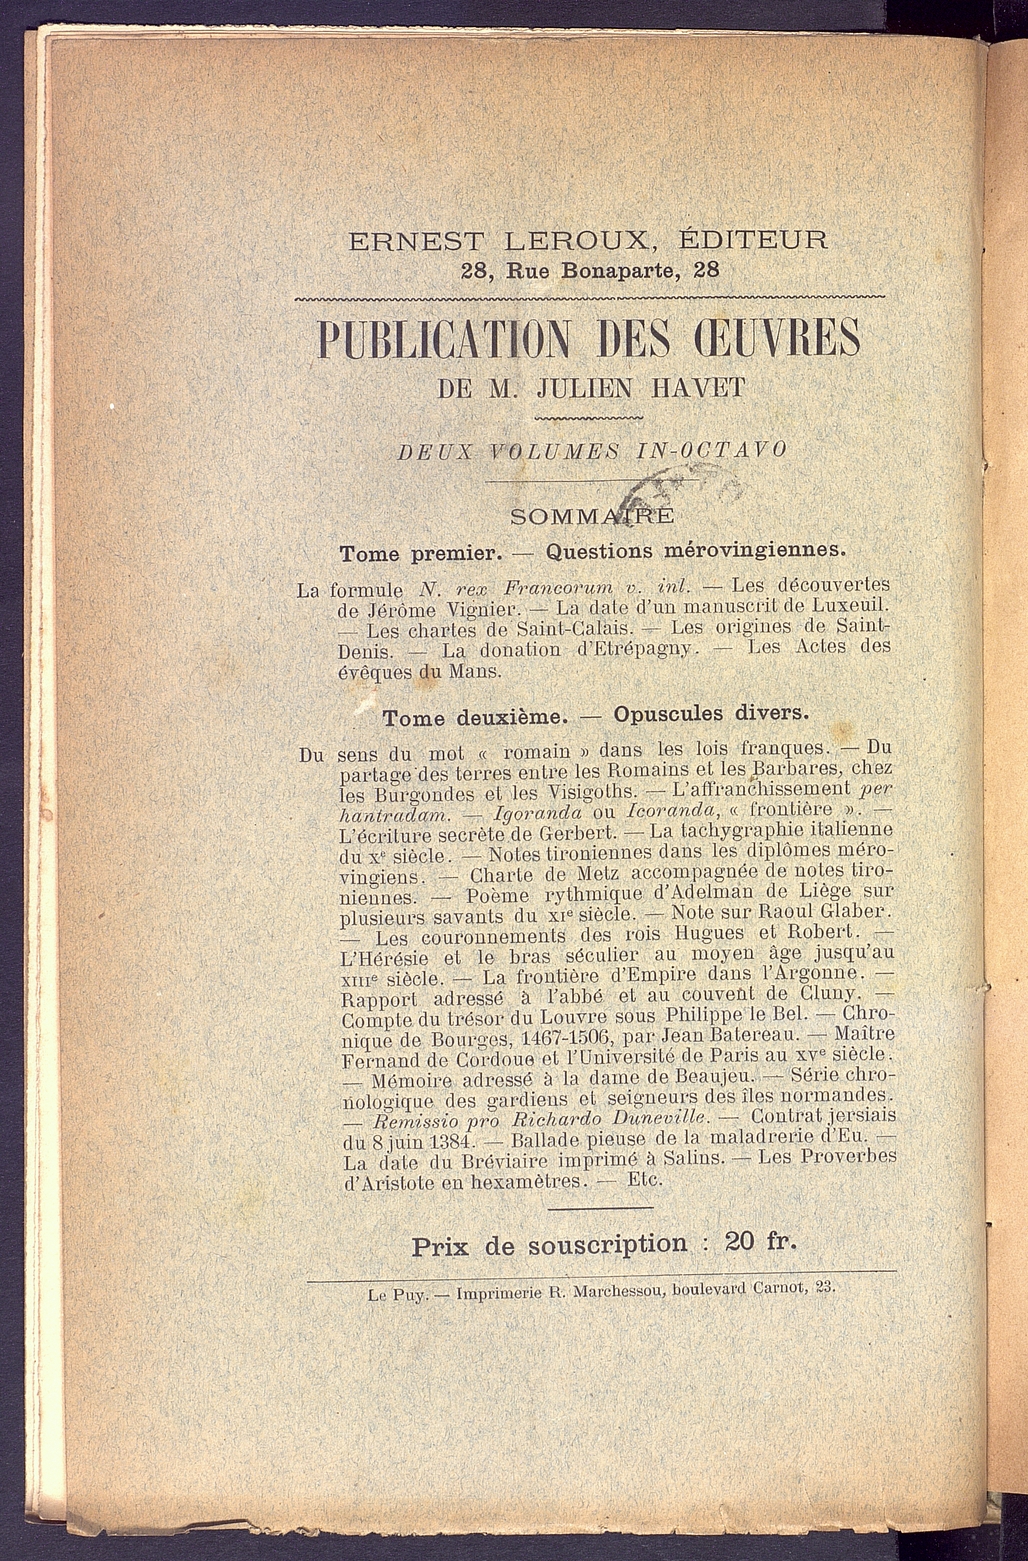 ERNEST LEROUX, ÉDITEUR
28, Rue Bonaparte, 28
PUBLICATION DES ŒUVRES
DE M. JULIEN HAVET
DEUX VOLUMES IN-OCTAVO
SOMMAIRE
Tome premier. — Questions mérovingiennes.
La formule N. rex Francorum v. inl. — Les découvertes
de Jérôme Vignier. — La date d'un manuscrit de Luxeuil.
— Les chartes de Saint-Calais. — Les origines de Saint-
Denis. — La donation d'Etrépagny. — Les Actes des
évêques du Mans.
Tome deuxième. — Opuscules divers.
Du sens du mot « romain » dans les lois franques. — Du
partage des terres entre les Romains et les Barbares, chez
les Burgondes et les Visigoths. — L'affranchissement per
hantradam. — Igoranda ou Icoranda, « frontière ». —
L'écriture secrète de Gerbert. — La tachygraphie italienne
du xe siècle. — Notes tironiennes dans les diplômes méro-
vingiens. — Charte de Metz accompagnée de notes tiro-
niennes. — Poème rythmique d'Adelman de Liège sur
plusieurs savants du xie siècle. — Note sur Raoul Glaber.
— Les couronnements des rois Hugues et Robert. —
L'Hérésie et le bras séculier au moyen âge jusqu'au
xiiie siècle. — La frontière d'Empire dans l'Argonne. —
Rapport adressé à l'abbé et au couvent de Cluny. —
Compte du trésor du Louvre sous Philippe le Bel. — Chro-
nique de Bourges, 1467-1506, par Jean Batereau. — Maître
Fernand de Cordoue et l'Université de Paris au xve siècle.
— Mémoire adressé à la dame de Beaujeu. — Série chro-
nologique des gardiens et seigneurs des îles normandes.
— Remissio pro Richardo Duneville. — Contrat jersiais
du 8 juin 1384. — Ballade pieuse de la maladrerie d'Eu. —
La date du Bréviaire imprimé à Salins. — Les Proverbes
d'Aristote en hexamètres. — Etc.
Prix de souscription : 20 fr.
Le Puy. — Imprimerie R. Marchessou, boulevard Carnot, 23.